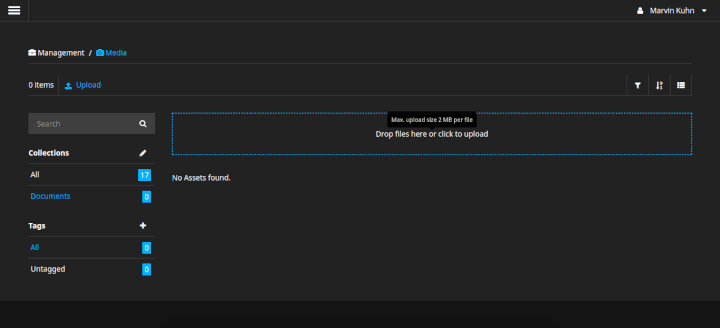 Marvin Kuhn
Management / Media
0 Items Upload
Search
Max. upload size 2 MB per file
Drop files here or click to upload
Collections
All 17
Documents 0
No Assets found.
Tags
All 0
Untagged 0